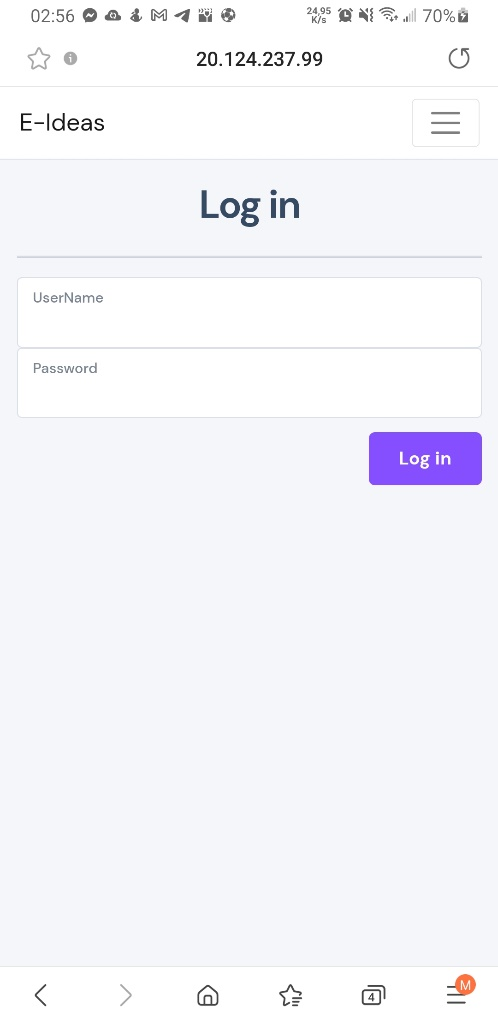 02:56 24,95 K/s 70%
20.124.237.99
E-Ideas
Log in
UserName
Password
Log in
4
M